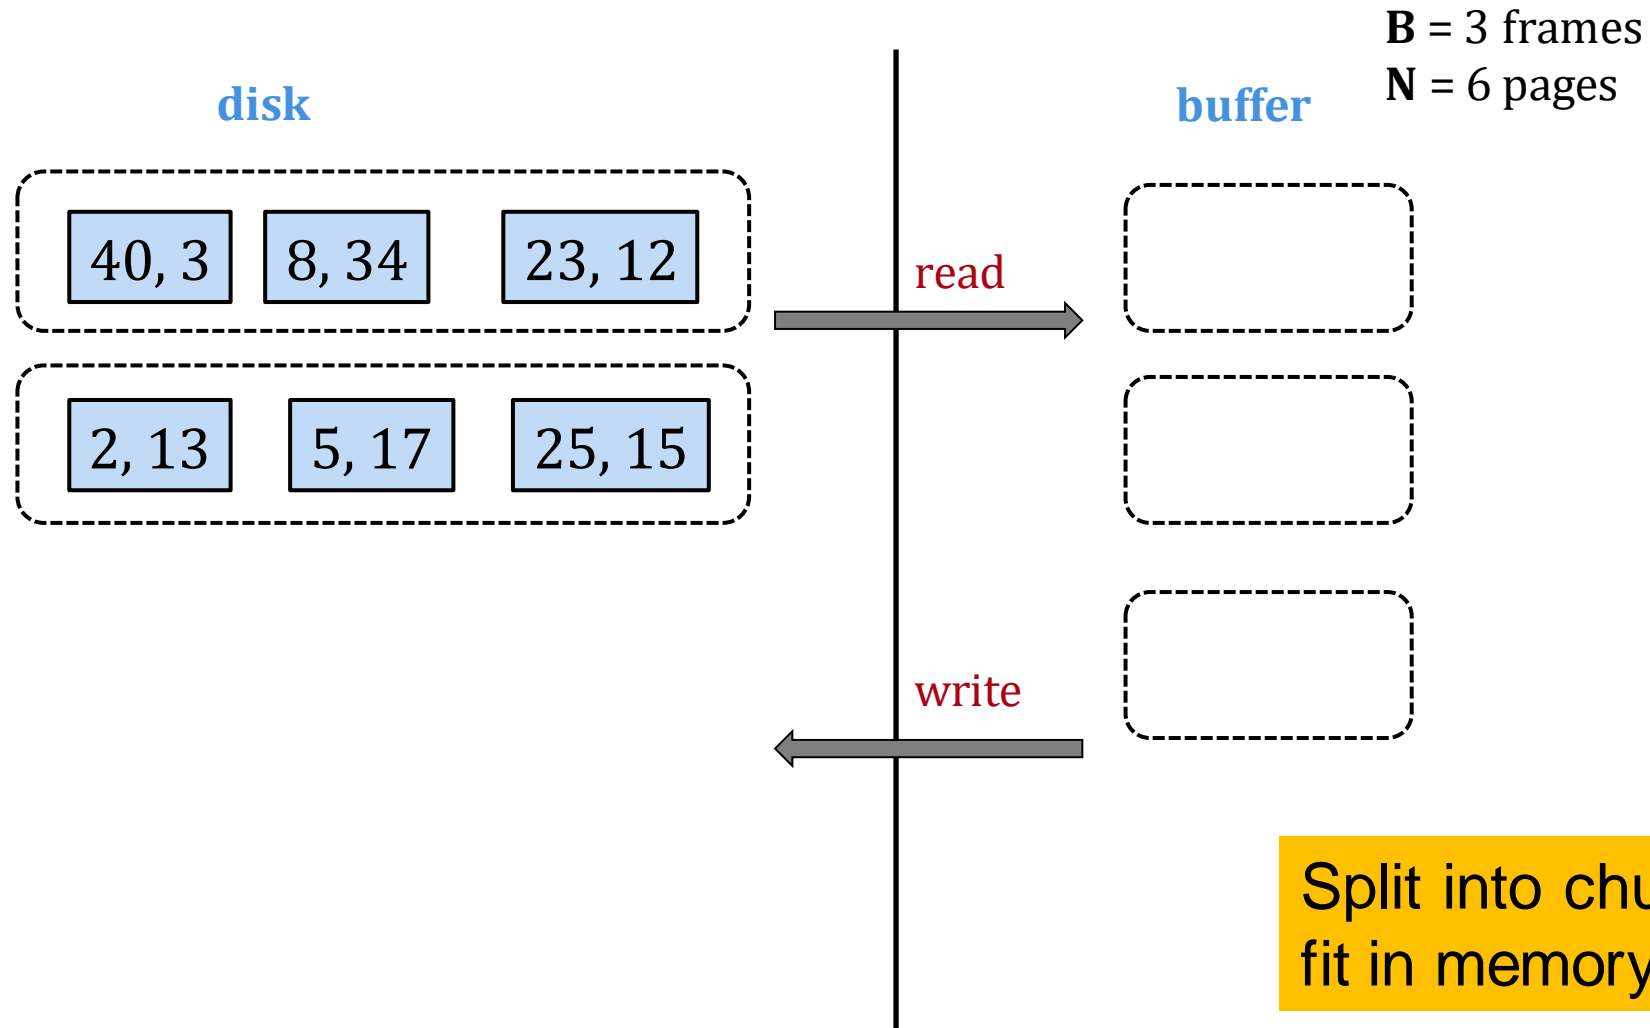 B = 3 frames
N = 6 pages
disk
buffer
40, 3
8, 34
23, 12
read
2, 13
5, 17
25, 15
write
Split into
fit in memory